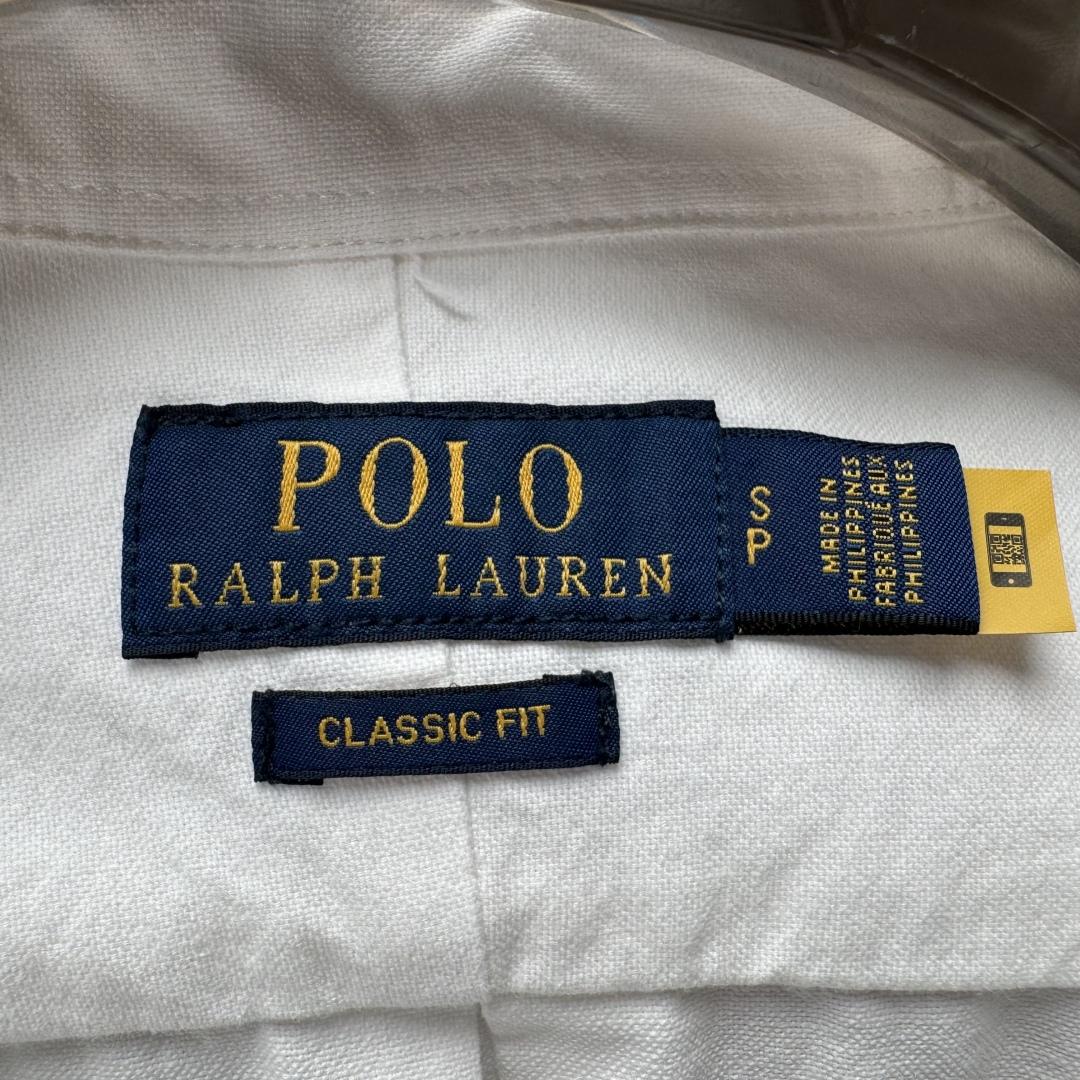 POLO
RALPH LAUREN
S
P
MADE IN
PHILIPPINES
FABRIQUÉ AUX
PHILIPPINES
CLASSIC FIT